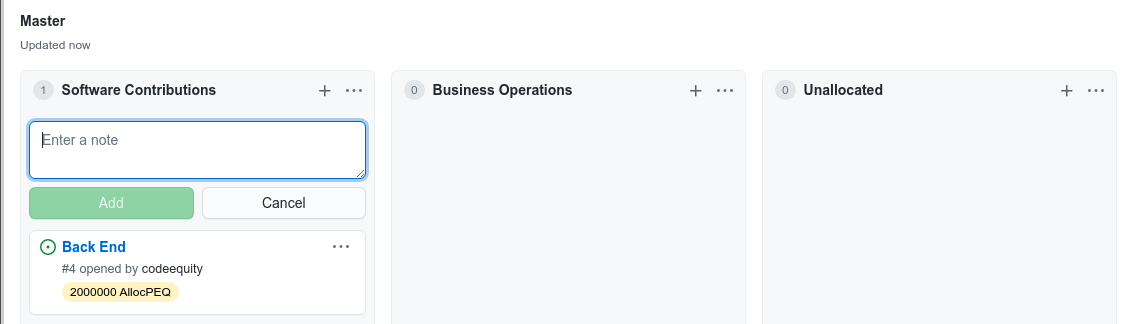 Master
Updated now
1 Software Contributions
0 Business Operations
0 Unallocated
Enter a note
Add Cancel
Back End
#4 opened by codeequity
2000000 AllocPEQ